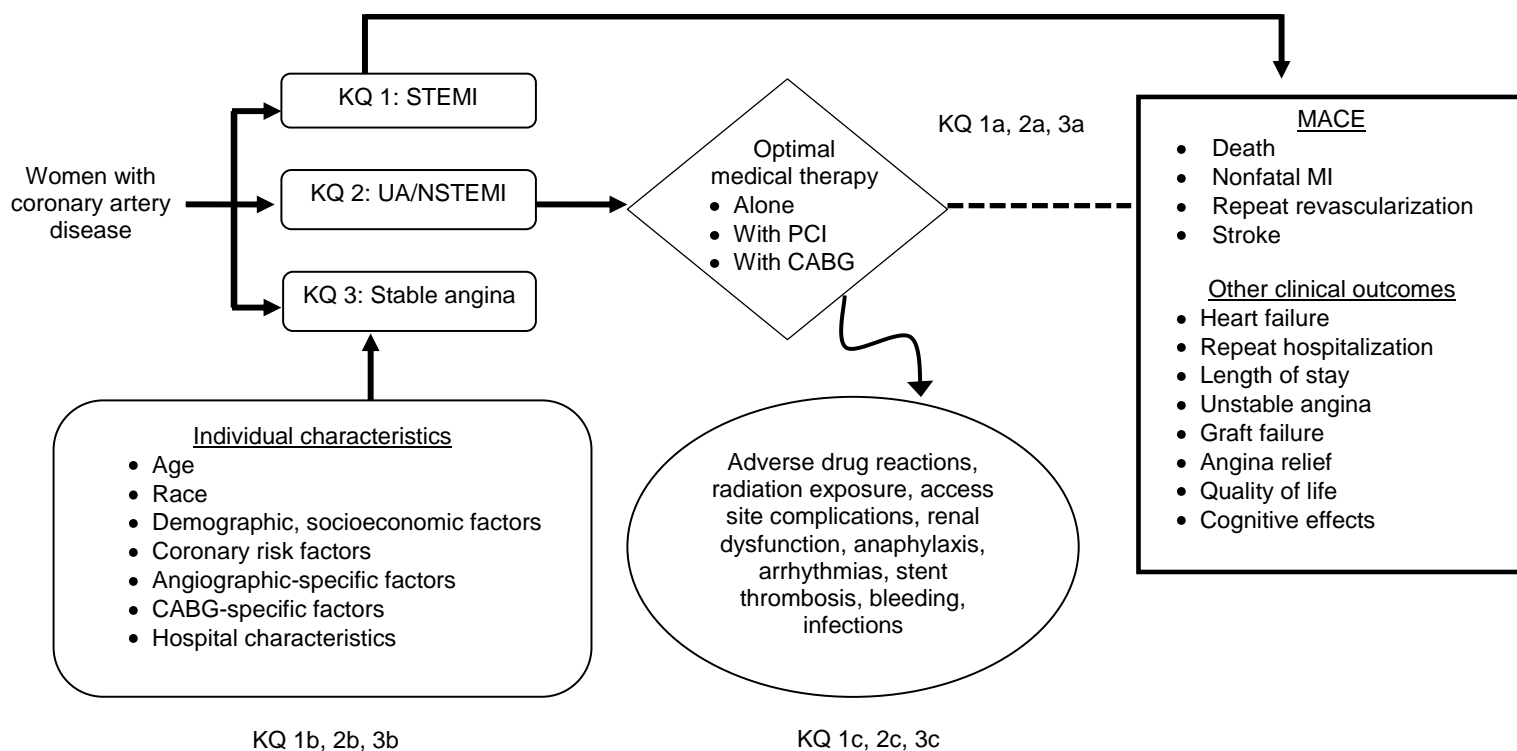 Women with
coronary artery
disease
KQ 1: STEMI
KQ 2: UA/NSTEMI
KQ 3: Stable angina
Optimal
medical therapy
• Alone
• With PCI
• With CABG
KQ 1a, 2a, 3a
MACE
• Death
• Nonfatal MI
• Repeat revascularization
• Stroke
Other clinical outcomes
• Heart failure
• Repeat hospitalization
• Length of stay
• Unstable angina
• Graft failure
• Angina relief
• Quality of life
• Cognitive effects
Individual characteristics
• Age
• Race
• Demographic, socioeconomic factors
• Coronary risk factors
• Angiographic-specific factors
• CABG-specific factors
• Hospital characteristics
KQ 1b, 2b, 3b
Adverse drug reactions,
radiation exposure, access
site complications, renal
dysfunction, anaphylaxis,
arrhythmias, stent
thrombosis, bleeding,
infections
KQ 1c, 2c, 3c